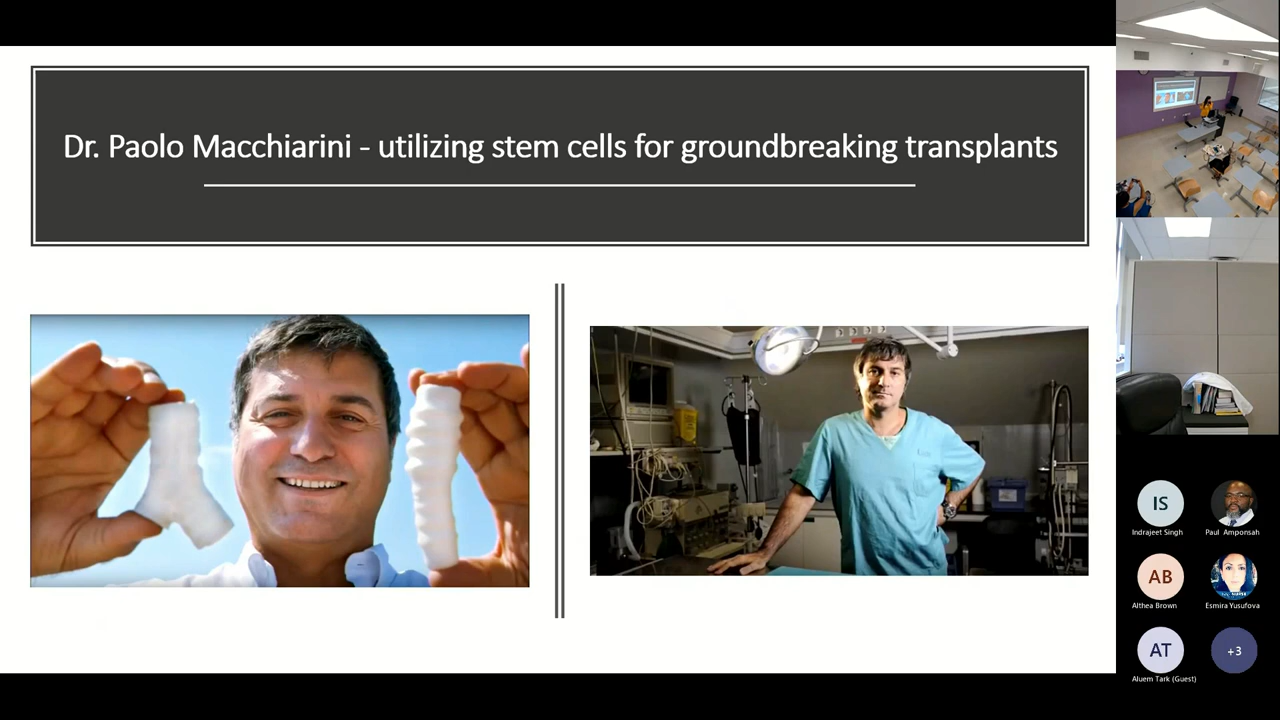 Dr. Paolo Macchiarini - utilizing stem cells for groundbreaking transplants
IS
Indrajeet Singh
Paul Amponsah
AB
Althea Brown
Esmira Yusufova
AT
+3
Aluem Tark (Guest)